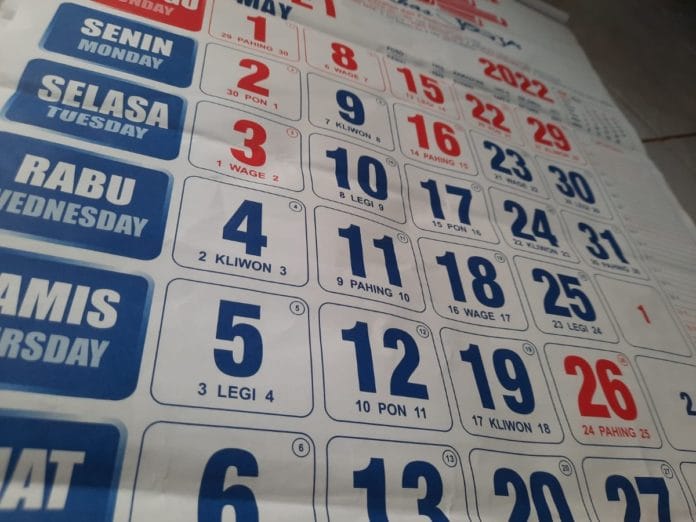 MAY
2022
NDAY 1 8 15 22 29
29 PAHING 30 6 WAGE 7
SENIN 2 9 16 23 30
MONDAY 30 PON 1 7 KLIWON 8 14 PAHING 15 21 WAGE 22
SELASA 3 10 17 24 31
TUESDAY 1 WAGE 2 8 LEGI 9 15 PON 16 22 KLIWON 23
RABU 4 11 18 25 1
WEDNESDAY 2 KLIWON 3 9 PAHING 10 16 WAGE 17 23 LEGI 24
AMIS 5 12 19 26 2
RSDAY 3 LEGI 4 10 PON 11 17 KLIWON 18 24 PAHING 25
AT 6 13 20 27